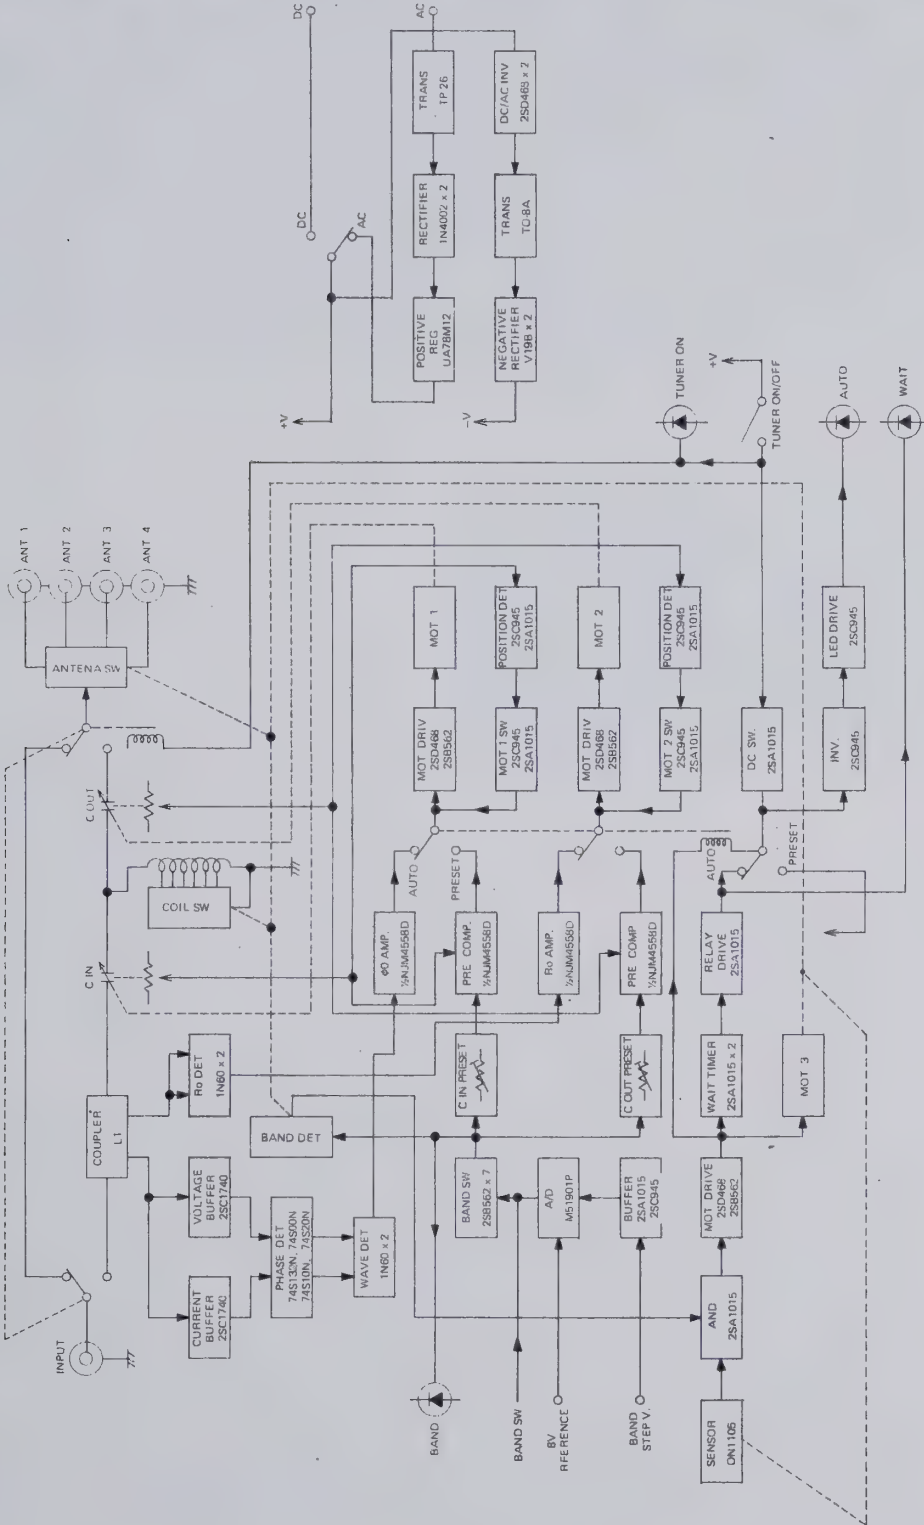 INPUT
CURRENT
BUFFER
2SC1740
VOLTAGE
BUFFER
2SC1740
COUPLER
L1
Ro DET
1N60 x 2
C IN
COIL SW
C OUT
ANTENA SW
ANT 1
ANT 2
ANT 3
ANT 4
PHASE DET
74S130N, 74S00N
74S10N, 74S20N
WAVE DET
1N60 x 2
BAND DET
BAND
BAND SW
8V
RFERENCE
BAND
STEP V.
BAND SW
2SB562 x 7
A/D
M51901P
BUFFER
2SA1015
2SC945
C IN PRESET
C OUT PRESET
ΦO AMP.
½NJM4558D
PRE COMP.
½NJM4558D
Ro AMP.
½NJM4558D
PRE COMP
½NJM4558D
AUTO
PRESET
MOT DRIV
2SD468
2SB562
MOT 1 SW
2SC945
2SA1015
MOT DRIV
2SD468
2SB562
MOT 2 SW
2SC945
2SA1015
MOT 1
POSITION DET
2SC945
2SA1015
MOT 2
POSITION DET
2SC945
2SA1015
SENSOR
ON1105
AND
2SA1015
MOT DRIVE
2SD468
2SB562
WAIT TIMER
2SA1015 x 2
RELAY
DRIVE
2SA1015
MOT 3
AUTO
PRESET
DC SW.
2SA1015
INV.
2SC945
LED DRIVE
2SC945
TUNER ON
+V
TUNER ON/OFF
AUTO
WAIT
DC
DC
AC
AC
+V
POSITIVE
REG
UA78M12
RECTIFIER
1N4002 x 2
TRANS
TP 26
-V
NEGATIVE
RECTIFIER
V19B x 2
TRANS
TO-8A
DC/AC INV
2SD468 x 2